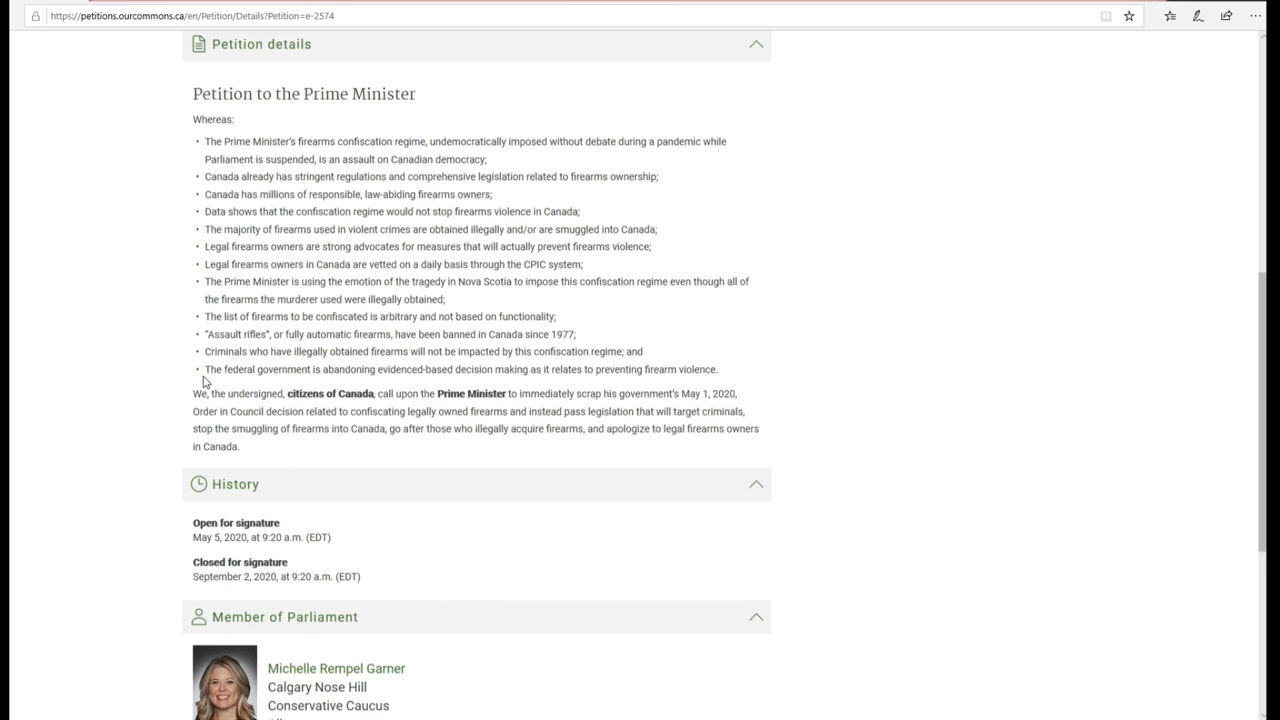 https://petitions.ourcommons.ca/en/Petition/Details?Petition=e-2574
Petition details
Petition to the Prime Minister
Whereas:
• The Prime Minister's firearms confiscation regime, undemocratically imposed without debate during a pandemic while
Parliament is suspended, is an assault on Canadian democracy;
• Canada already has stringent regulations and comprehensive legislation related to firearms ownership;
• Canada has millions of responsible, law-abiding firearms owners;
• Data shows that the confiscation regime would not stop firearms violence in Canada;
• The majority of firearms used in violent crimes are obtained illegally and/or are smuggled into Canada;
• Legal firearms owners are strong advocates for measures that will actually prevent firearms violence;
• Legal firearms owners in Canada are vetted on a daily basis through the CPIC system;
• The Prime Minister is using the emotion of the tragedy in Nova Scotia to impose this confiscation regime even though all of
the firearms the murderer used were illegally obtained;
• The list of firearms to be confiscated is arbitrary and not based on functionality;
• “Assault rifles”, or fully automatic firearms, have been banned in Canada since 1977;
• Criminals who have illegally obtained firearms will not be impacted by this confiscation regime; and
• The federal government is abandoning evidenced-based decision making as it relates to preventing firearm violence.
We, the undersigned, citizens of Canada, call upon the Prime Minister to immediately scrap his government's May 1, 2020,
Order in Council decision related to confiscating legally owned firearms and instead pass legislation that will target criminals,
stop the smuggling of firearms into Canada, go after those who illegally acquire firearms, and apologize to legal firearms owners
in Canada.
History
Open for signature
May 5, 2020, at 9:20 a.m. (EDT)
Closed for signature
September 2, 2020, at 9:20 a.m. (EDT)
Member of Parliament
Michelle Rempel Garner
Calgary Nose Hill
Conservative Caucus